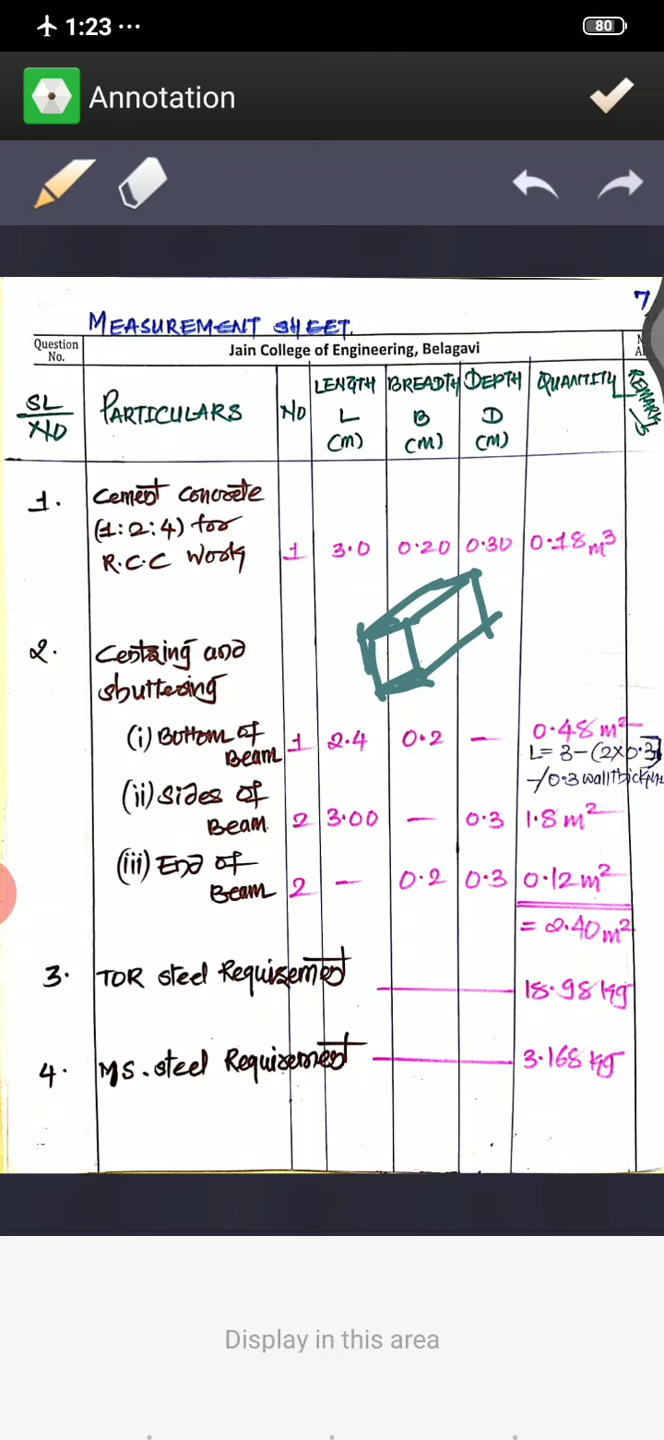 1:23 ...
80
Annotation
7
MEASUREMENT SHEET.
Question No.
Jain College of Engineering, Belagavi
SL/NO
PARTICULARS
NO
LENGTH L (m)
BREADTH B (m)
DEPTH D (m)
QUANTITY
REMARKS
1. Cement concrete
(1:2:4) for
R.C.C Work 1 3.0 0.20 0.30 0.18 m³
2. Centring and
shuttering
(i) Bottom of
Beam 1 2.4 0.2 — 0.48 m²
L = 3 - (2x0.3)
0.3 wall thickness
(ii) Sides of
Beam 2 3.00 — 0.3 1.8 m²
(iii) End of
Beam 2 — 0.2 0.3 0.12 m²
= 2.40 m²
3. TOR steel Requirement 18.98 kg
4. MS. steel Requirement 3.168 kg
Display in this area